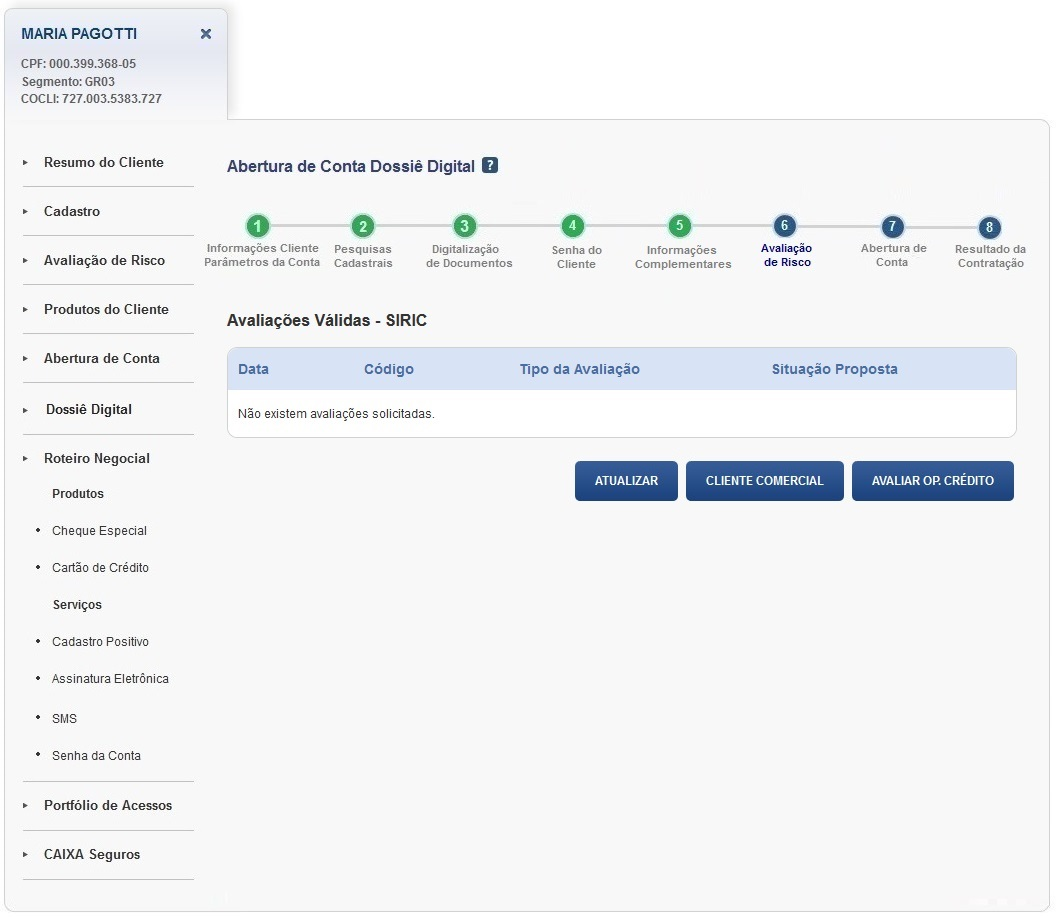 MARIA PAGOTTI
CPF: 000.399.368-05
Segmento: GR03
COCLI: 727.003.5383.727
Resumo do Cliente
Cadastro
Avaliação de Risco
Produtos do Cliente
Abertura de Conta
Dossiê Digital
Roteiro Negocial
Produtos
Cheque Especial
Cartão de Crédito
Serviços
Cadastro Positivo
Assinatura Eletrônica
SMS
Senha da Conta
Portfólio de Acessos
CAIXA Seguros
Abertura de Conta Dossiê Digital ?
1
Informações Cliente
Parâmetros da Conta
2
Pesquisas
Cadastrais
3
Digitalização
de Documentos
4
Senha do
Cliente
5
Informações
Complementares
6
Avaliação
de Risco
7
Abertura de
Conta
8
Resultado da
Contratação
Avaliações Válidas - SIRIC
Data Código Tipo da Avaliação Situação Proposta
Não existem avaliações solicitadas.
ATUALIZAR CLIENTE COMERCIAL AVALIAR OP. CRÉDITO